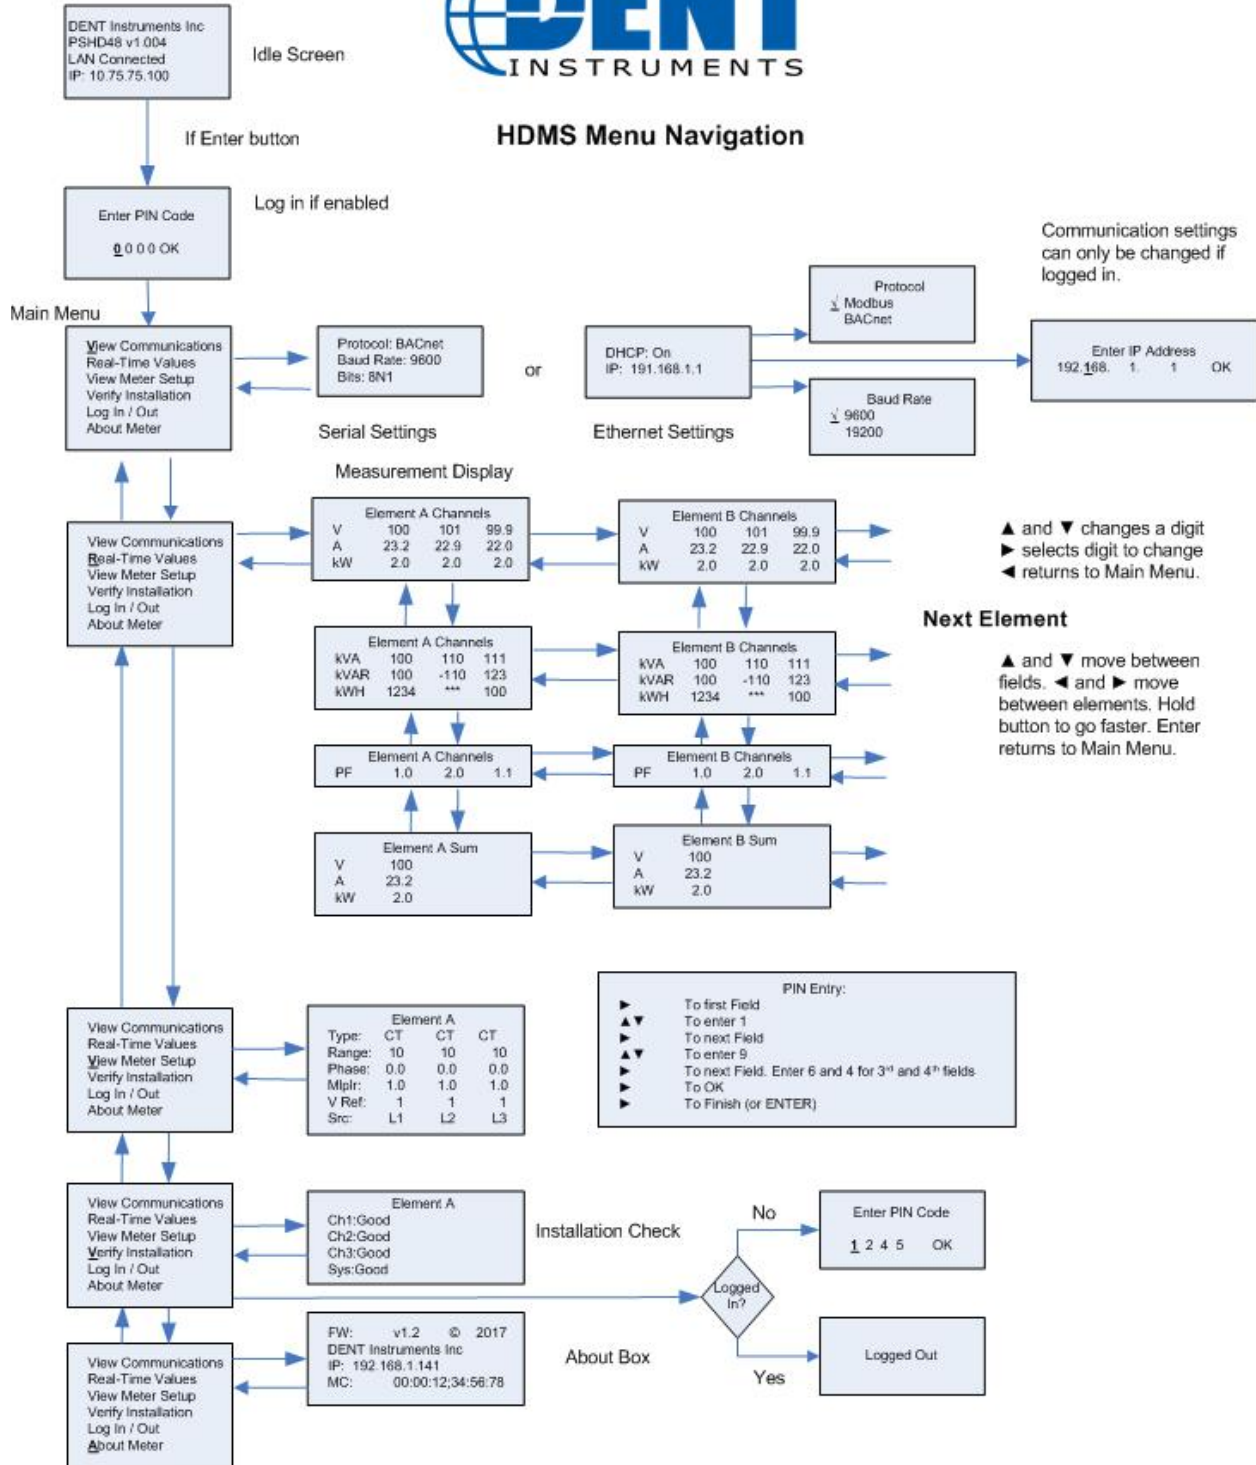 DENT
INSTRUMENTS
HDMS Menu Navigation
DENT Instruments Inc
PSHD48 v1.004
LAN Connected
IP: 10.75.75.100
Idle Screen
If Enter button
Enter PIN Code
0 0 0 0 OK
Log in if enabled
Communication settings
can only be changed if
logged in.
Main Menu
View Communications
Real-Time Values
View Meter Setup
Verify Installation
Log In / Out
About Meter
Protocol: BACnet
Baud Rate: 9600
Bits: 8N1
Serial Settings
or
DHCP: On
IP: 191.168.1.1
Ethernet Settings
Protocol
√ Modbus
BACnet
Enter IP Address
192.168. 1. 1 OK
Baud Rate
√ 9600
19200
Measurement Display
View Communications
Real-Time Values
View Meter Setup
Verify Installation
Log In / Out
About Meter
Element A Channels
V 100 101 99.9
A 23.2 22.9 22.0
kW 2.0 2.0 2.0
Element B Channels
V 100 101 99.9
A 23.2 22.9 22.0
kW 2.0 2.0 2.0
▲ and ▼ changes a digit
► selects digit to change
◄ returns to Main Menu.
Next Element
▲ and ▼ move between
fields. ◄ and ► move
between elements. Hold
button to go faster. Enter
returns to Main Menu.
Element A Channels
kVA 100 110 111
kVAR 100 -110 123
kWH 1234 *** 100
Element B Channels
kVA 100 110 111
kVAR 100 -110 123
kWH 1234 *** 100
Element A Channels
PF 1.0 2.0 1.1
Element B Channels
PF 1.0 2.0 1.1
Element A Sum
V 100
A 23.2
kW 2.0
Element B Sum
V 100
A 23.2
kW 2.0
View Communications
Real-Time Values
View Meter Setup
Verify Installation
Log In / Out
About Meter
Element A
Type: CT CT CT
Range: 10 10 10
Phase: 0.0 0.0 0.0
Mlplr: 1.0 1.0 1.0
V Ref: 1 1 1
Src: L1 L2 L3
PIN Entry:
► To first Field
▲▼ To enter 1
► To next Field
▲▼ To enter 9
► To next Field. Enter 6 and 4 for 3rd and 4th fields
► To OK
► To Finish (or ENTER)
View Communications
Real-Time Values
View Meter Setup
Verify Installation
Log In / Out
About Meter
Element A
Ch1:Good
Ch2:Good
Ch3:Good
Sys:Good
Installation Check
Logged
In?
No
Enter PIN Code
1 2 4 5 OK
Yes
Logged Out
View Communications
Real-Time Values
View Meter Setup
Verify Installation
Log In / Out
About Meter
FW: v1.2 © 2017
DENT Instruments Inc
IP: 192.168.1.141
MC: 00:00:12;34:56:78
About Box